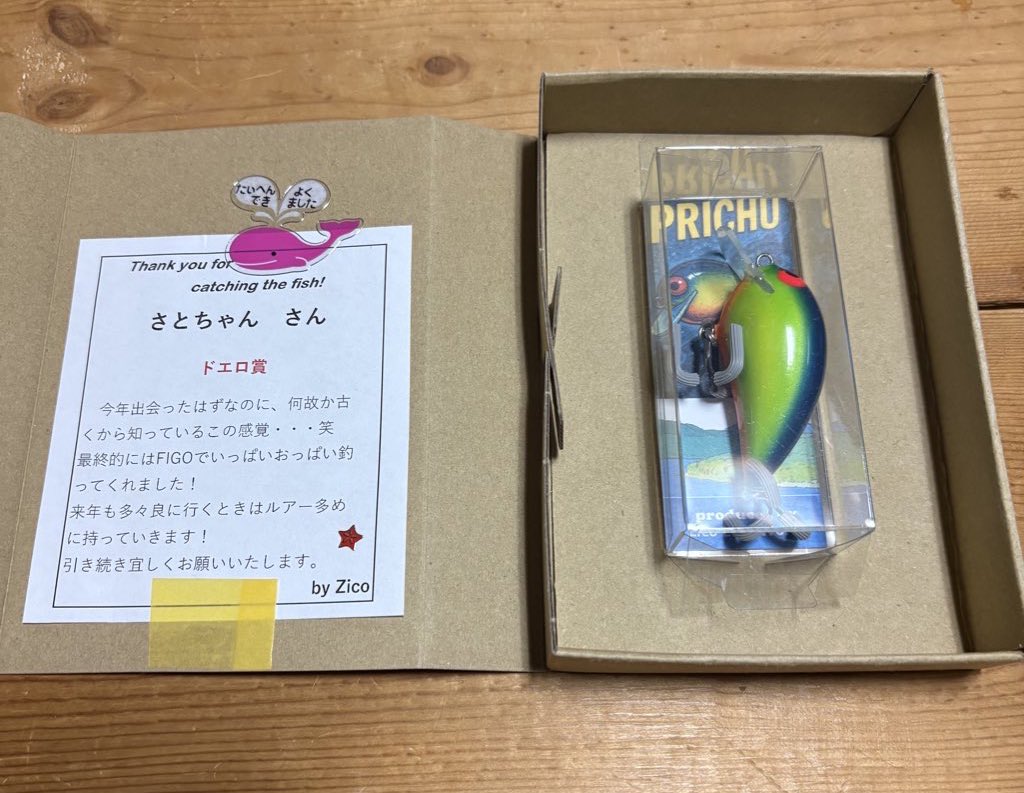 たいへん よく
でき ました
Thank you for
catching the fish!
さとちゃん　さん
ドエロ賞
今年出会ったはずなのに、何故か古
くから知っているこの感覚・・・笑
最終的にはFIGOでいっぱいおっぱい釣
ってくれました！
来年も多々良に行くときはルアー多め
に持っていきます！
引き続き宜しくお願いいたします。
by Zico
PRICHU
PRICHU